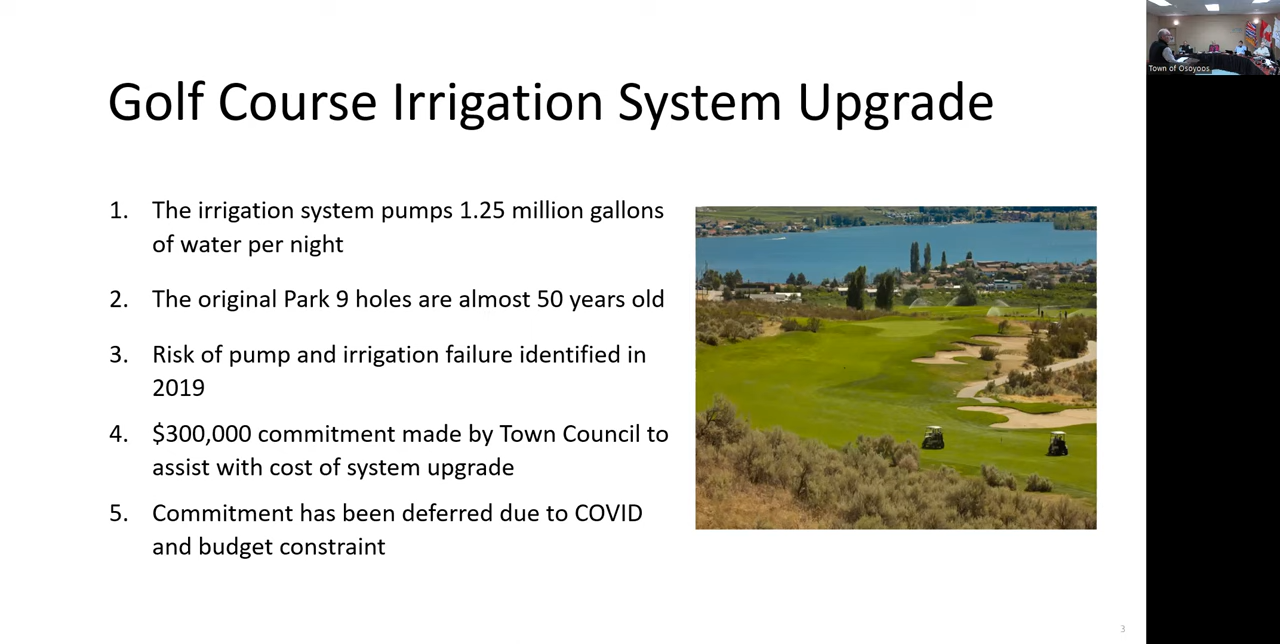 Golf Course Irrigation System Upgrade
1. The irrigation system pumps 1.25 million gallons
of water per night
2. The original Park 9 holes are almost 50 years old
3. Risk of pump and irrigation failure identified in
2019
4. $300,000 commitment made by Town Council to
assist with cost of system upgrade
5. Commitment has been deferred due to COVID
and budget constraint
3
Town of Osoyoos